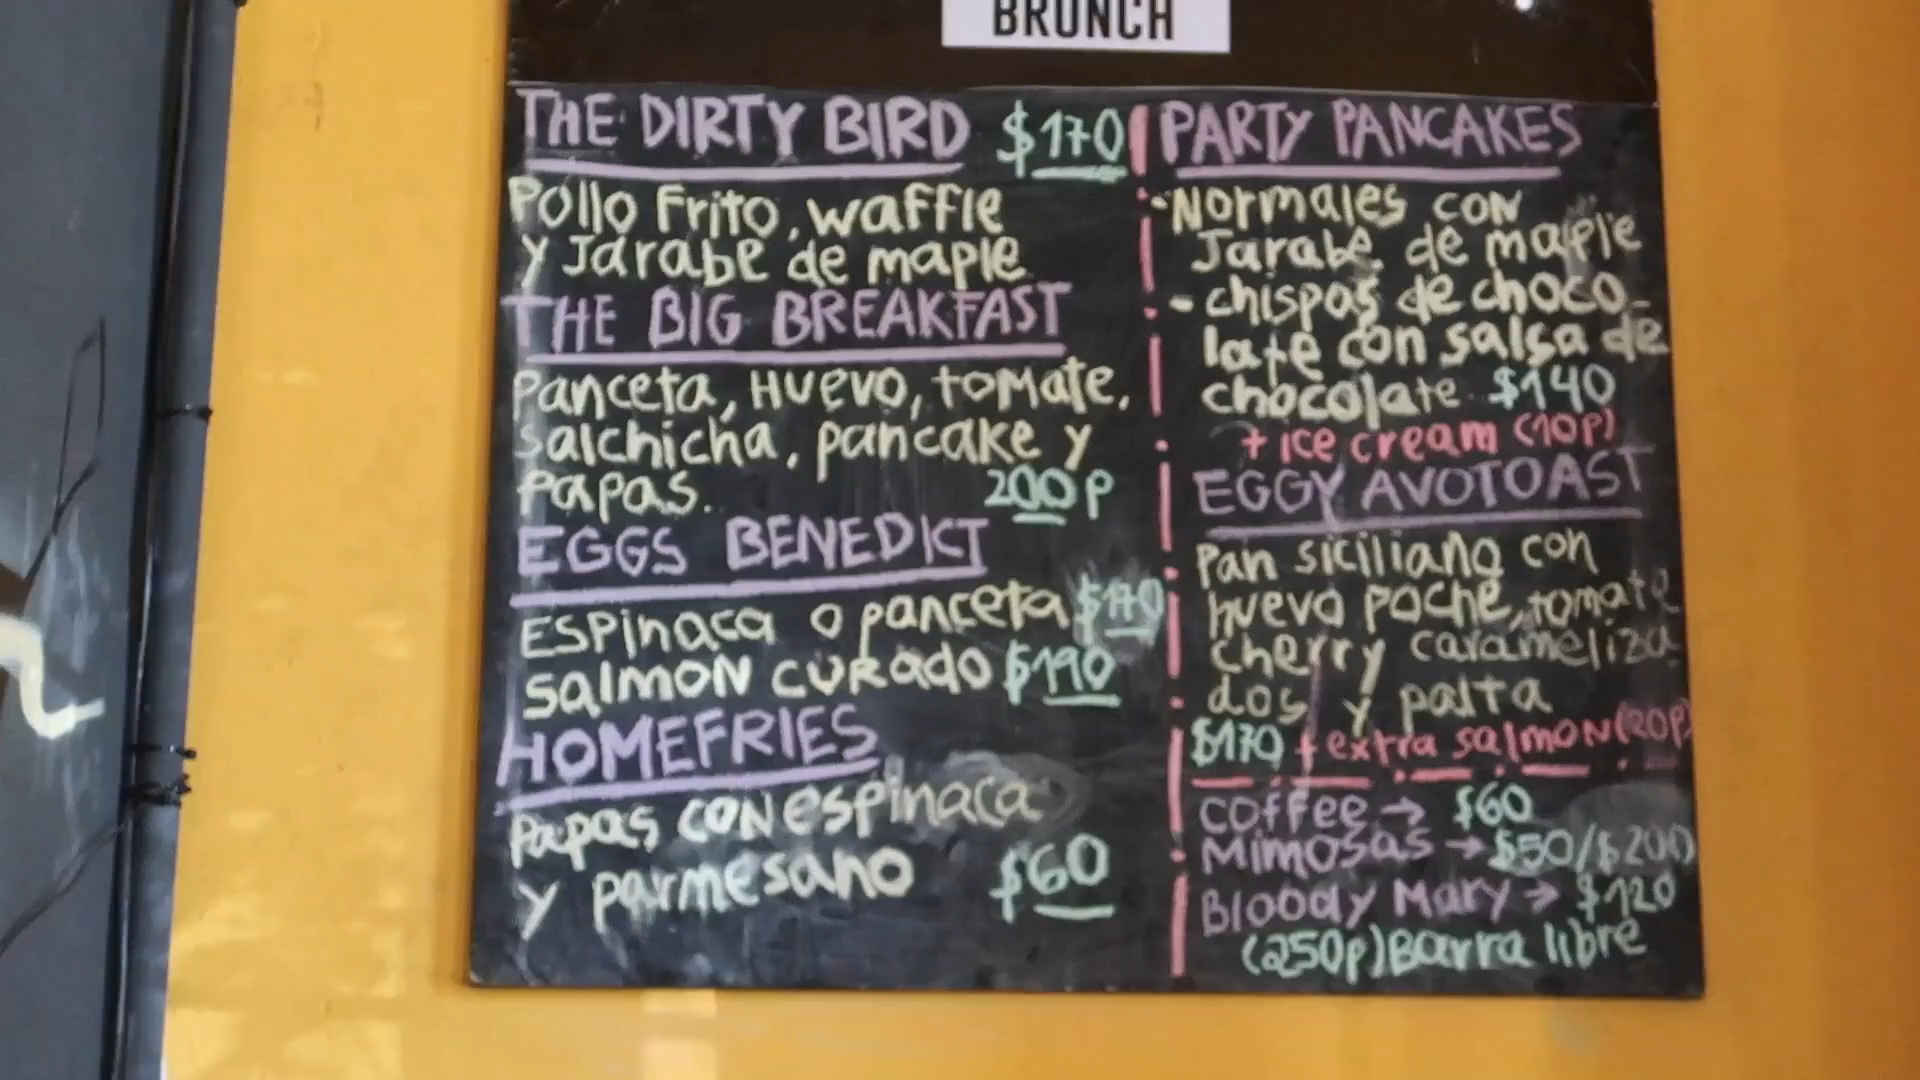 BRUNCH
THE DIRTY BIRD $170
Pollo Frito, waffle
y Jarabe de maple
THE BIG BREAKFAST
Panceta, Huevo, tomate,
salchicha, pancake y
papas. 200p
EGGS BENEDICT
Espinaca o panceta $170
salmon curado $190
HOMEFRIES
Papas con espinaca
y parmesano $60
PARTY PANCAKES
- Normales con
Jarabe de maple
- chispas de choco-
late con salsa de
chocolate $140
+ ice cream (10p)
EGGY AVOTOAST
Pan siciliano con
huevo poche, tomate
cherry carameliza
dos y palta
$170 + extra salmon (20p)
Coffee → $60
Mimosas → $50/$200
Bloody Mary → $120
(250p) Barra libre